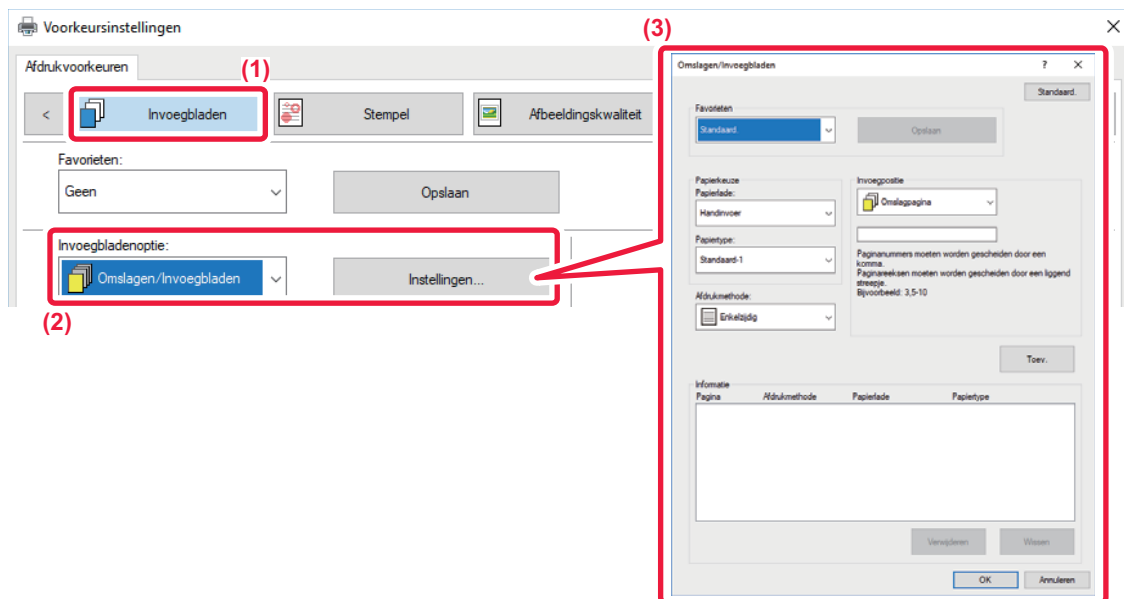 Voorkeursinstellingen
(3)
Afdrukvoorkeuren
(1)
< Invoegbladen Stempel Afbeeldingskwaliteit
Favorieten:
Geen Opslaan
Invoegbladenoptie:
Omslagen/Invoegbladen Instellingen...
(2)
Omslagen/Invoegbladen ?
Standaard.
Favorieten
Standaard. Opslaan
Papierkeuze
Papierlade:
Handinvoer
Papiertype:
Standaard-1
Afdrukmethode:
Enkelzijdig
Invoegpositie
Omslagpagina
Paginanummers moeten worden gescheiden door een
komma.
Paginareeksen moeten worden gescheiden door een liggend
streepje.
Bijvoorbeeld: 3,5-10
Toev.
Informatie
Pagina Afdrukmethode Papierlade Papiertype
Verwijderen Wissen
OK Annuleren